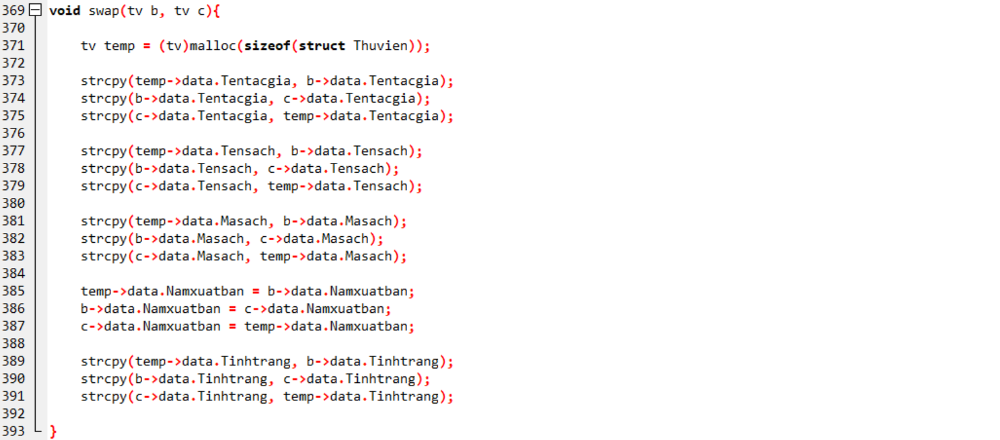 369 void swap(tv b, tv c){
370
371 tv temp = (tv)malloc(sizeof(struct Thuvien));
372
373 strcpy(temp->data.Tentacgia, b->data.Tentacgia);
374 strcpy(b->data.Tentacgia, c->data.Tentacgia);
375 strcpy(c->data.Tentacgia, temp->data.Tentacgia);
376
377 strcpy(temp->data.Tensach, b->data.Tensach);
378 strcpy(b->data.Tensach, c->data.Tensach);
379 strcpy(c->data.Tensach, temp->data.Tensach);
380
381 strcpy(temp->data.Masach, b->data.Masach);
382 strcpy(b->data.Masach, c->data.Masach);
383 strcpy(c->data.Masach, temp->data.Masach);
384
385 temp->data.Namxuatban = b->data.Namxuatban;
386 b->data.Namxuatban = c->data.Namxuatban;
387 c->data.Namxuatban = temp->data.Namxuatban;
388
389 strcpy(temp->data.Tinhtrang, b->data.Tinhtrang);
390 strcpy(b->data.Tinhtrang, c->data.Tinhtrang);
391 strcpy(c->data.Tinhtrang, temp->data.Tinhtrang);
392
393 }